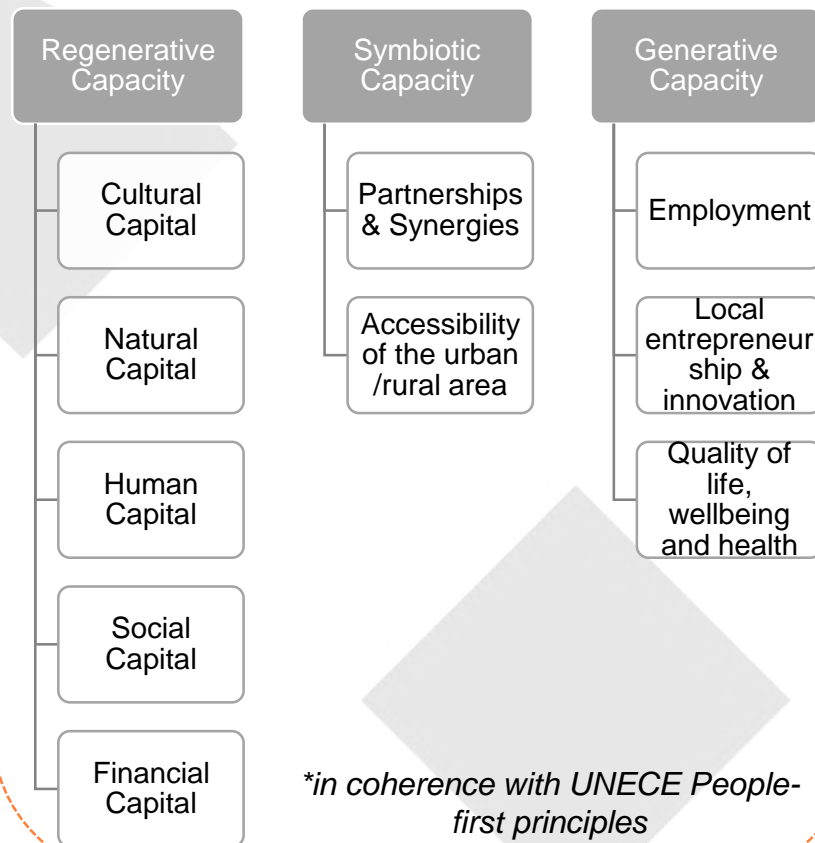 Regenerative
Capacity
Cultural
Capital
Natural
Capital
Human
Capital
Social
Capital
Financial
Capital
Symbiotic
Capacity
Partnerships
& Synergies
Accessibility
of the urban
/rural area
Generative
Capacity
Employment
Local
entrepreneur
ship &
innovation
Quality of
life,
wellbeing
and health
*in coherence with UNECE People-
first principles